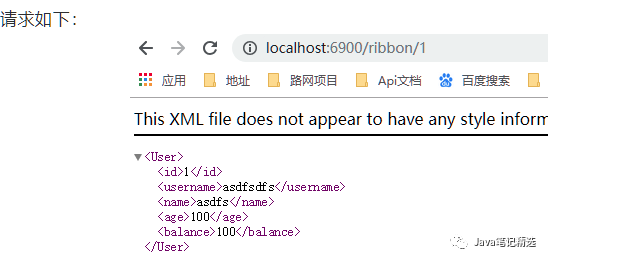 请求如下：
localhost:6900/ribbon/1
应用 地址 路网项目 Api文档 百度搜索
This XML file does not appear to have any style inform
<User>
<id>1</id>
<username>asdfsdfs</username>
<name>asdfs</name>
<age>100</age>
<balance>100</balance>
</User>
Java笔记精选